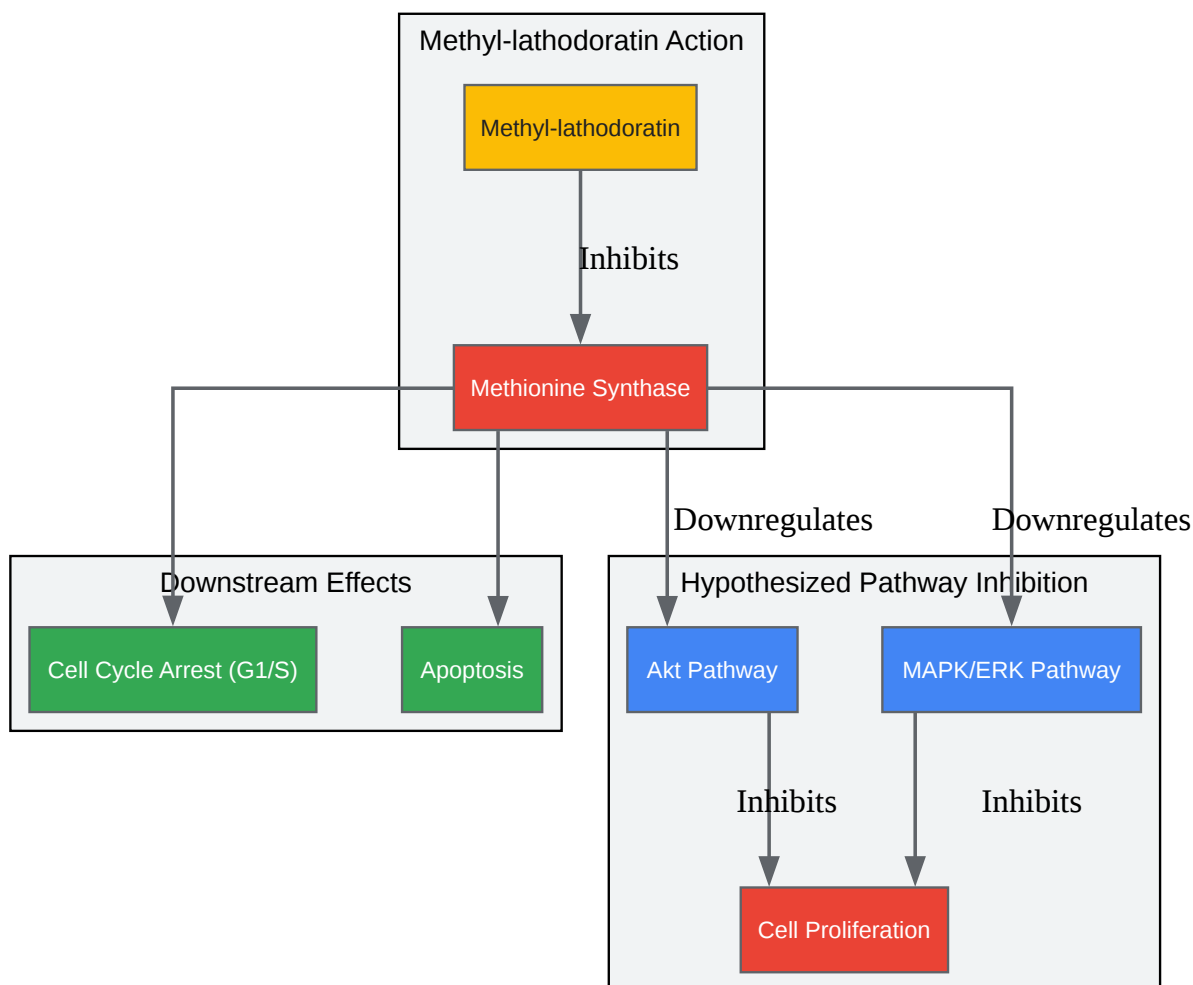 Methyl-lathodoratin Action
Methyl-lathodoratin
Inhibits
Methionine Synthase
Downregulates
Downregulates
Downstream Effects
Hypothesized Pathway Inhibition
Cell Cycle Arrest (G1/S)
Apoptosis
Akt Pathway
MAPK/ERK Pathway
Inhibits
Inhibits
Cell Proliferation